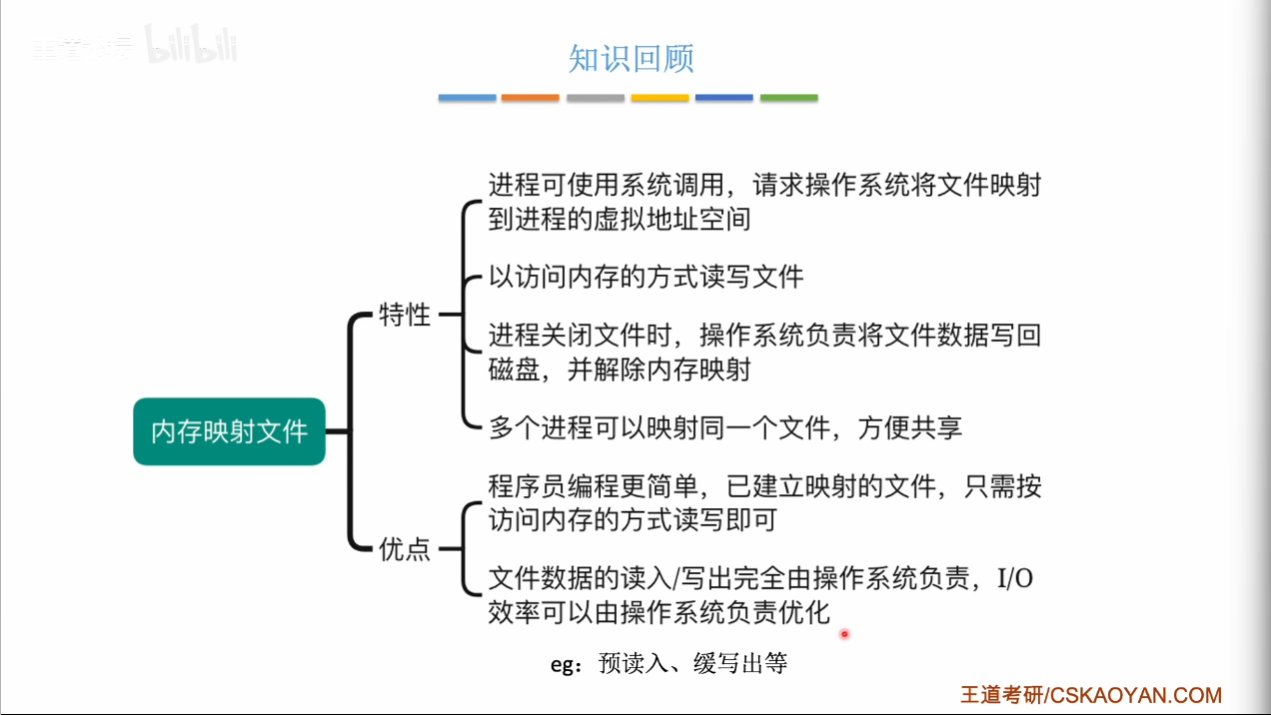 bilibili
知识回顾
进程可使用系统调用，请求操作系统将文件映射
到进程的虚拟地址空间
以访问内存的方式读写文件
特性
进程关闭文件时，操作系统负责将文件数据写回
磁盘，并解除内存映射
多个进程可以映射同一个文件，方便共享
内存映射文件
程序员编程更简单，已建立映射的文件，只需按
访问内存的方式读写即可
优点
文件数据的读入/写出完全由操作系统负责，I/O
效率可以由操作系统负责优化
eg：预读入、缓写出等
王道考研/CSKAOYAN.COM